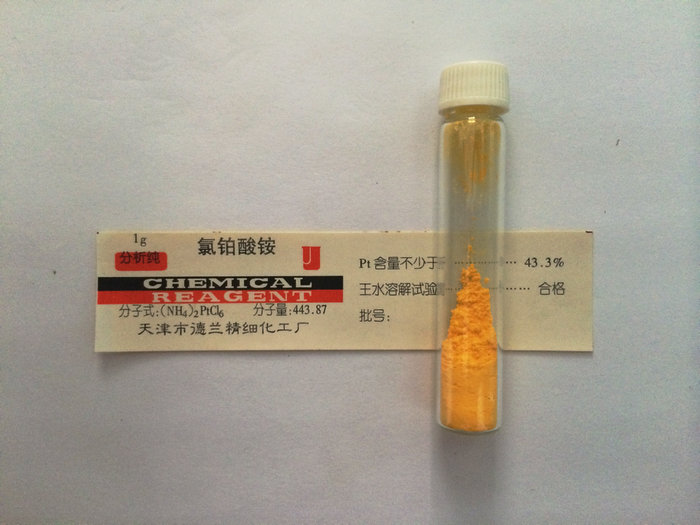 1g
氯铂酸铵
分析纯
J
CHEMICAL
REAGENT
分子式:(NH₄)₂PtCl₆ 分子量:443.87
天津市德兰精细化工厂
Pt含量不少于 43.3%
王水溶解试验 合格
批号: